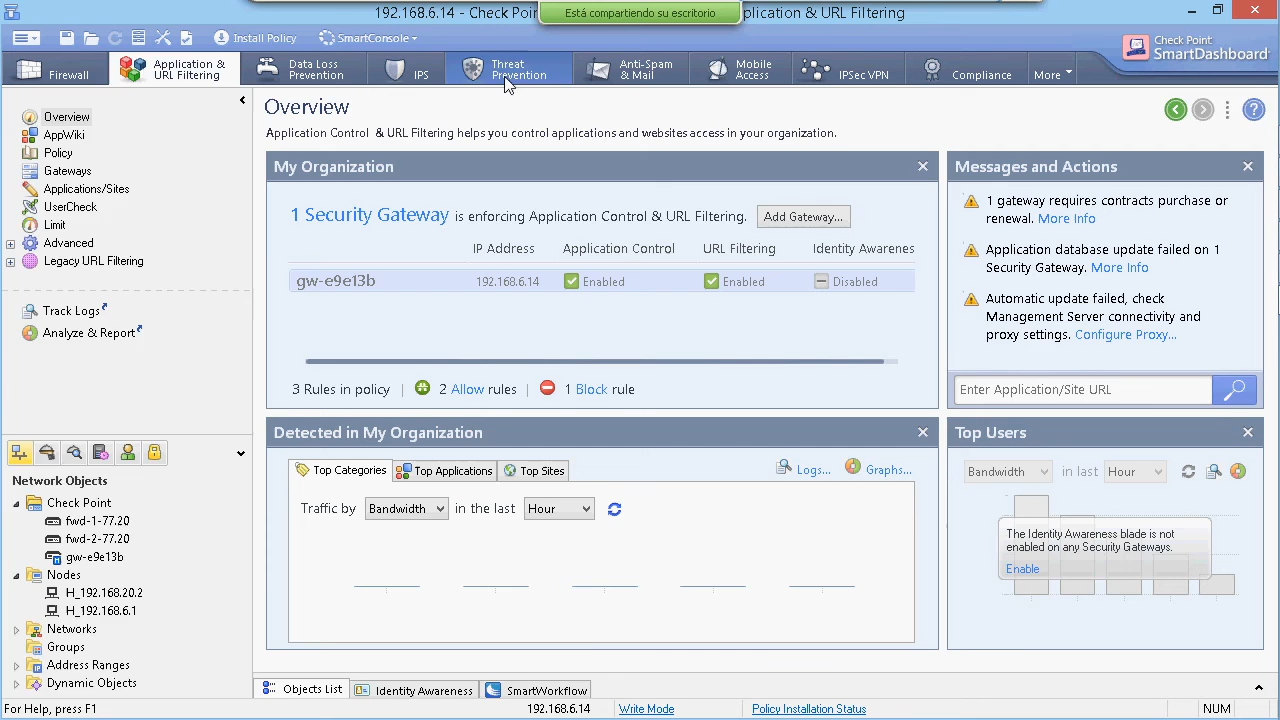 192.168.6.14 - Check Poin
Está compartiendo su escritorio
plication & URL Filtering
Install Policy
SmartConsole
Check Point
SmartDashboard
Firewall
Application &
URL Filtering
Data Loss
Prevention
IPS
Threat
Prevention
Anti-Spam
& Mail
Mobile
Access
IPSec VPN
Compliance
More
Overview
AppWiki
Policy
Gateways
Applications/Sites
UserCheck
Limit
Advanced
Legacy URL Filtering
Track Logs
Analyze & Report
Network Objects
Check Point
fwd-1-77.20
fwd-2-77.20
gw-e9e13b
Nodes
H_192.168.20.2
H_192.168.6.1
Networks
Groups
Address Ranges
Dynamic Objects
Overview
Application Control & URL Filtering helps you control applications and websites access in your organization.
My Organization
1 Security Gateway is enforcing Application Control & URL Filtering.
Add Gateway...
IP Address Application Control URL Filtering Identity Awarenes
gw-e9e13b 192.168.6.14 Enabled Enabled Disabled
3 Rules in policy | 2 Allow rules | 1 Block rule
Messages and Actions
1 gateway requires contracts purchase or
renewal. More Info
Application database update failed on 1
Security Gateway. More Info
Automatic update failed, check
Management Server connectivity and
proxy settings. Configure Proxy...
Enter Application/Site URL
Detected in My Organization
Top Categories
Top Applications
Top Sites
Logs...
Graphs...
Traffic by Bandwidth in the last Hour
Top Users
Bandwidth in last Hour
The Identity Awareness blade is not
enabled on any Security Gateways.
Enable
Objects List
Identity Awareness
SmartWorkflow
For Help, press F1
192.168.6.14
Write Mode
Policy Installation Status
NUM